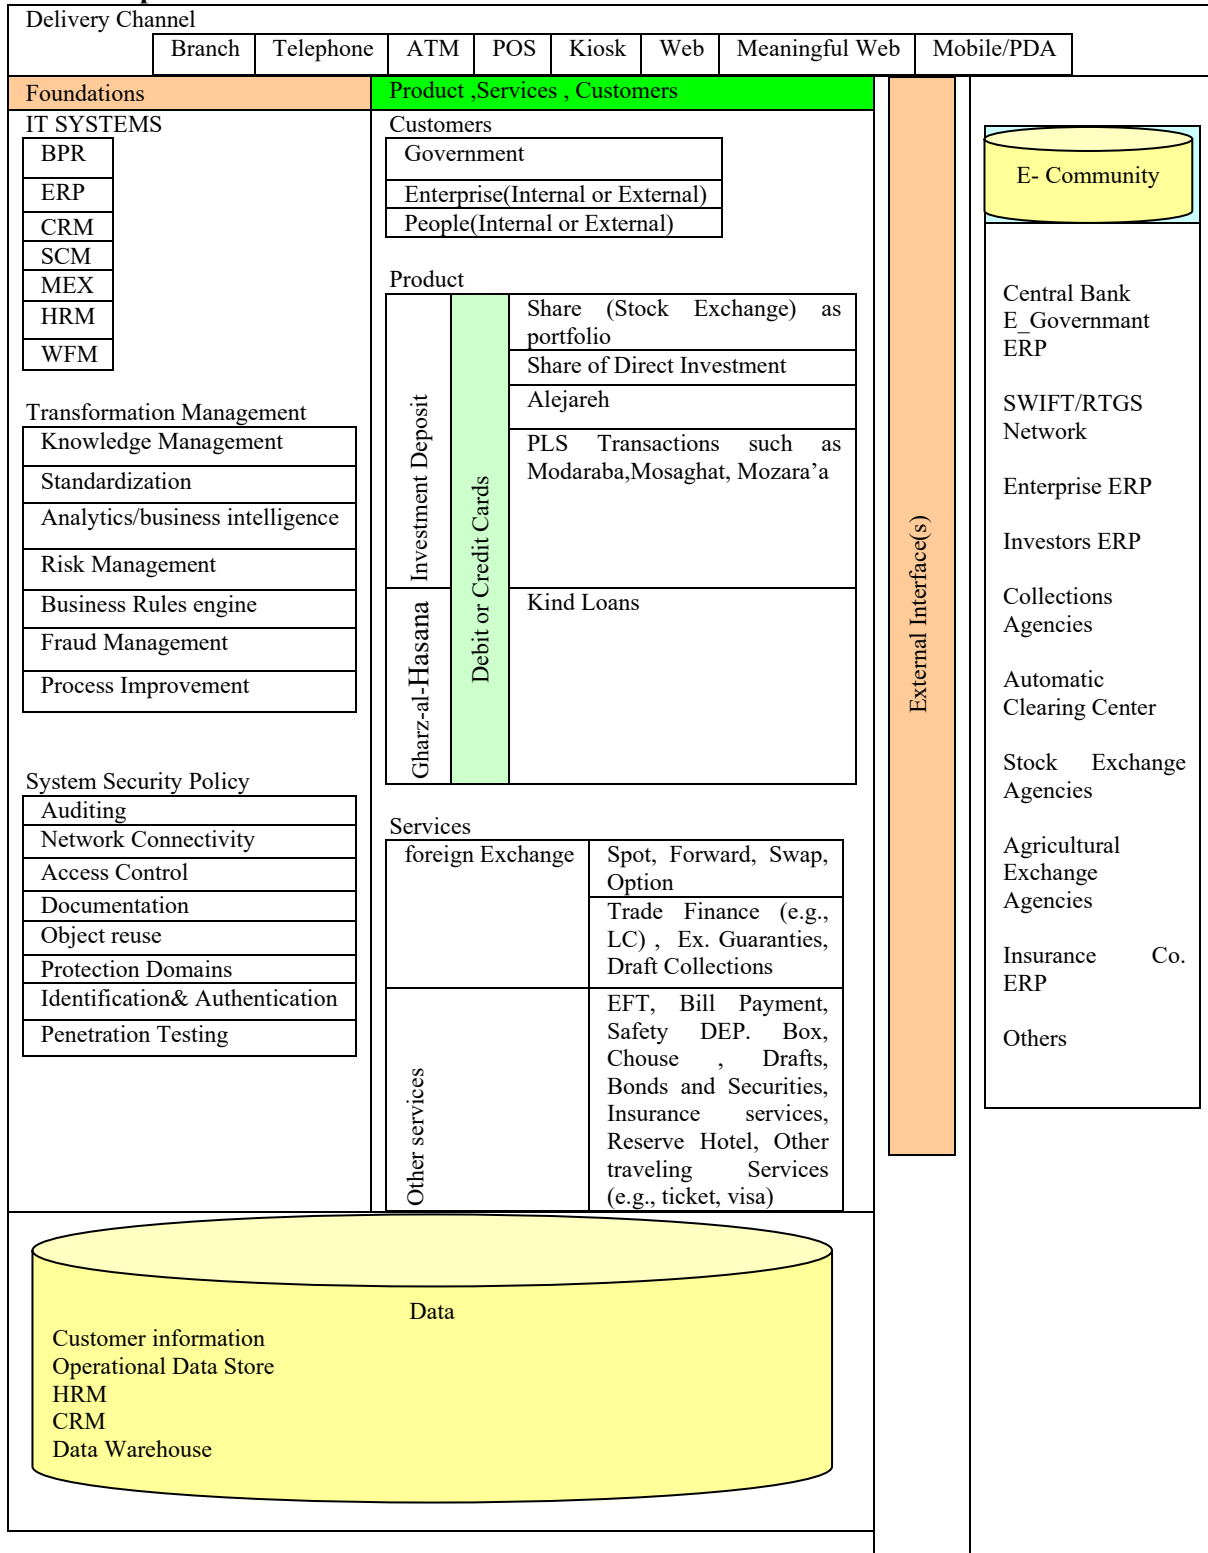 Delivery Channel
Branch Telephone ATM POS Kiosk Web Meaningful Web Mobile/PDA
Foundations
IT SYSTEMS
BPR
ERP
CRM
SCM
MEX
HRM
WFM
Transformation Management
Knowledge Management
Standardization
Analytics/business intelligence
Risk Management
Business Rules engine
Fraud Management
Process Improvement
System Security Policy
Auditing
Network Connectivity
Access Control
Documentation
Object reuse
Protection Domains
Identification& Authentication
Penetration Testing
Product ,Services , Customers
Customers
Government
Enterprise(Internal or External)
People(Internal or External)
Product
Investment Deposit
Gharz-al-Hasana
Debit or Credit Cards
Share (Stock Exchange) as
portfolio
Share of Direct Investment
Alejareh
PLS Transactions such as
Modaraba,Mosaghat, Mozara’a
Kind Loans
Services
foreign Exchange
Spot, Forward, Swap,
Option
Trade Finance (e.g.,
LC) , Ex. Guaranties,
Draft Collections
Other services
EFT, Bill Payment,
Safety DEP. Box,
Chouse , Drafts,
Bonds and Securities,
Insurance services,
Reserve Hotel, Other
traveling Services
(e.g., ticket, visa)
External Interface(s)
E- Community
Central Bank
E_Governmant
ERP
SWIFT/RTGS
Network
Enterprise ERP
Investors ERP
Collections
Agencies
Automatic
Clearing Center
Stock Exchange
Agencies
Agricultural
Exchange
Agencies
Insurance Co.
ERP
Others
Data
Customer information
Operational Data Store
HRM
CRM
Data Warehouse